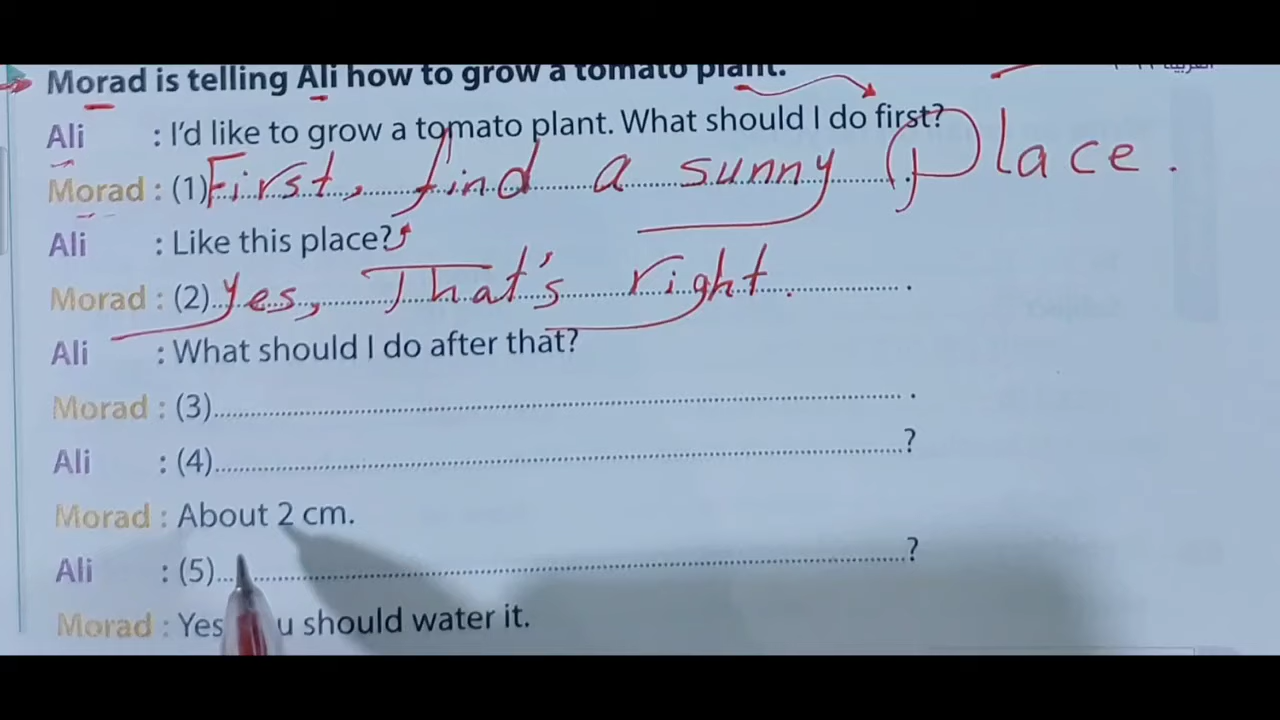 Morad is telling Ali how to grow a tomato plant.
Ali : I'd like to grow a tomato plant. What should I do first?
Morad : (1) First, find a sunny place.
Ali : Like this place?
Morad : (2) Yes, That's right.
Ali : What should I do after that?
Morad : (3)
Ali : (4) ?
Morad : About 2 cm.
Ali : (5) ?
Morad : Yes u should water it.